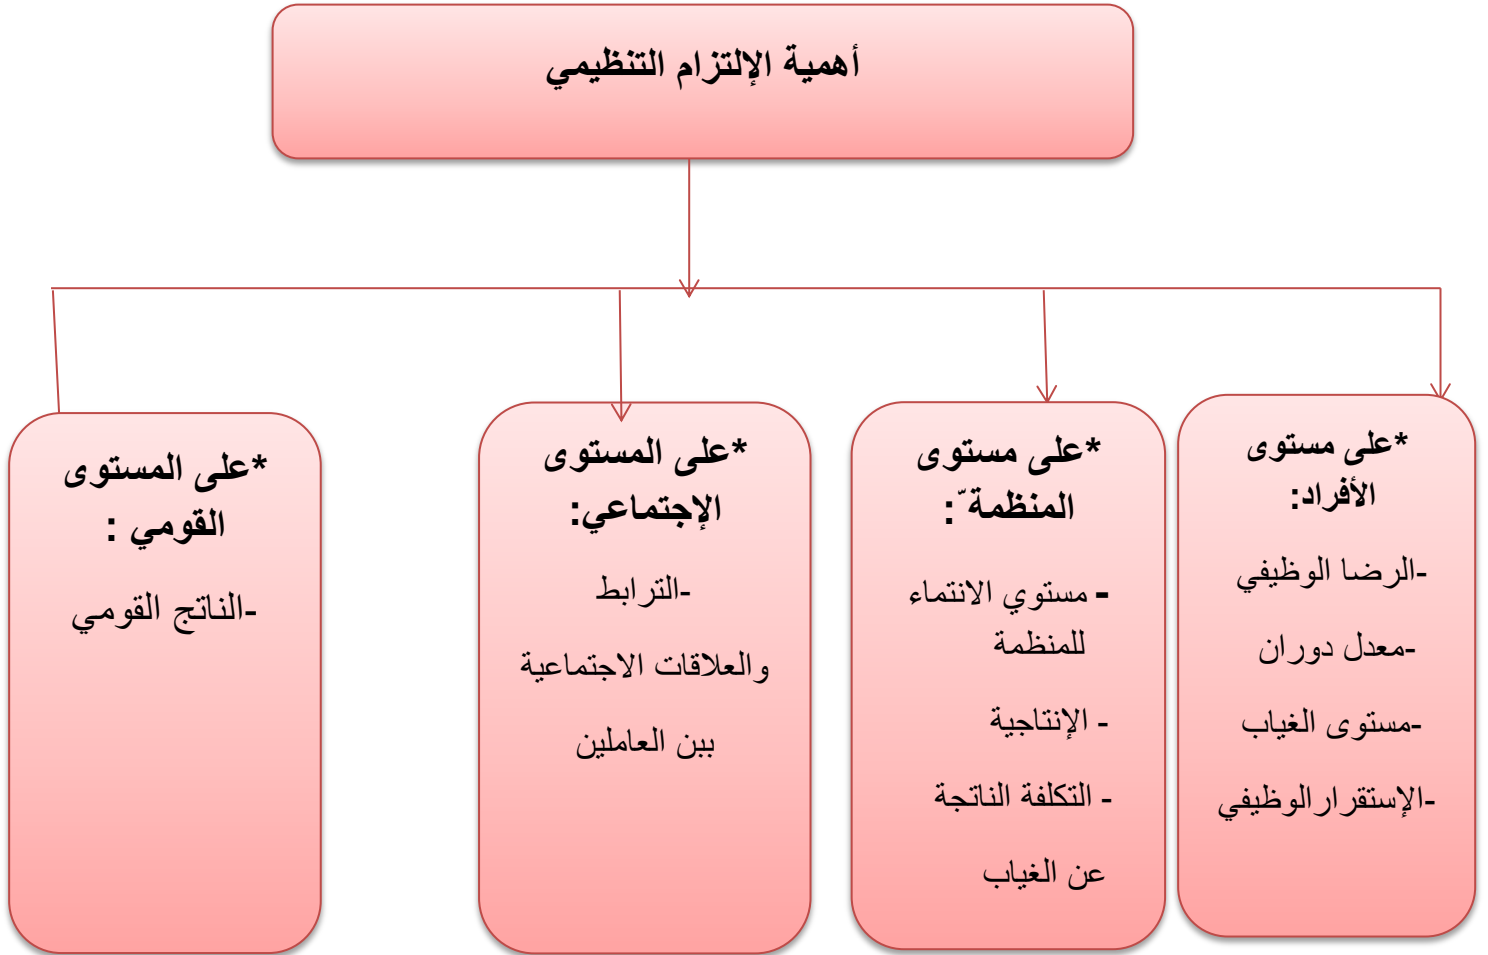 أهمية الإلتزام التنظيمي
*على مستوى
الأفراد:
-الرضا الوظيفي
-معدل دوران
-مستوى الغياب
-الإستقرارالوظيفي
*على مستوى
المنظمة ّ:
- مستوي الانتماء
للمنظمة
- الإنتاجية
- التكلفة الناتجة
عن الغياب
*على المستوى
الإجتماعي:
-الترابط
والعلاقات الاجتماعية
ببن العاملين
*على المستوى
القومي :
-الناتج القومي